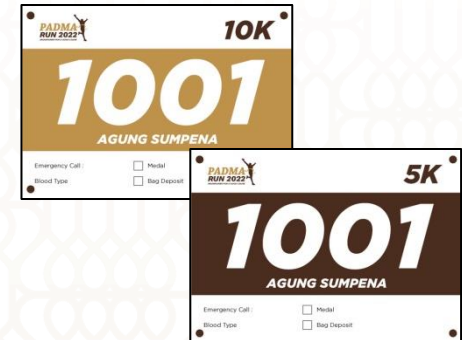 PADMA
RUN 2022
10K
1001
AGUNG SUMPENA
Emergency Call :
Medal
Blood Type
Bag Deposit
PADMA
RUN 2022
5K
1001
AGUNG SUMPENA
Emergency Call :
Medal
Blood Type
Bag Deposit